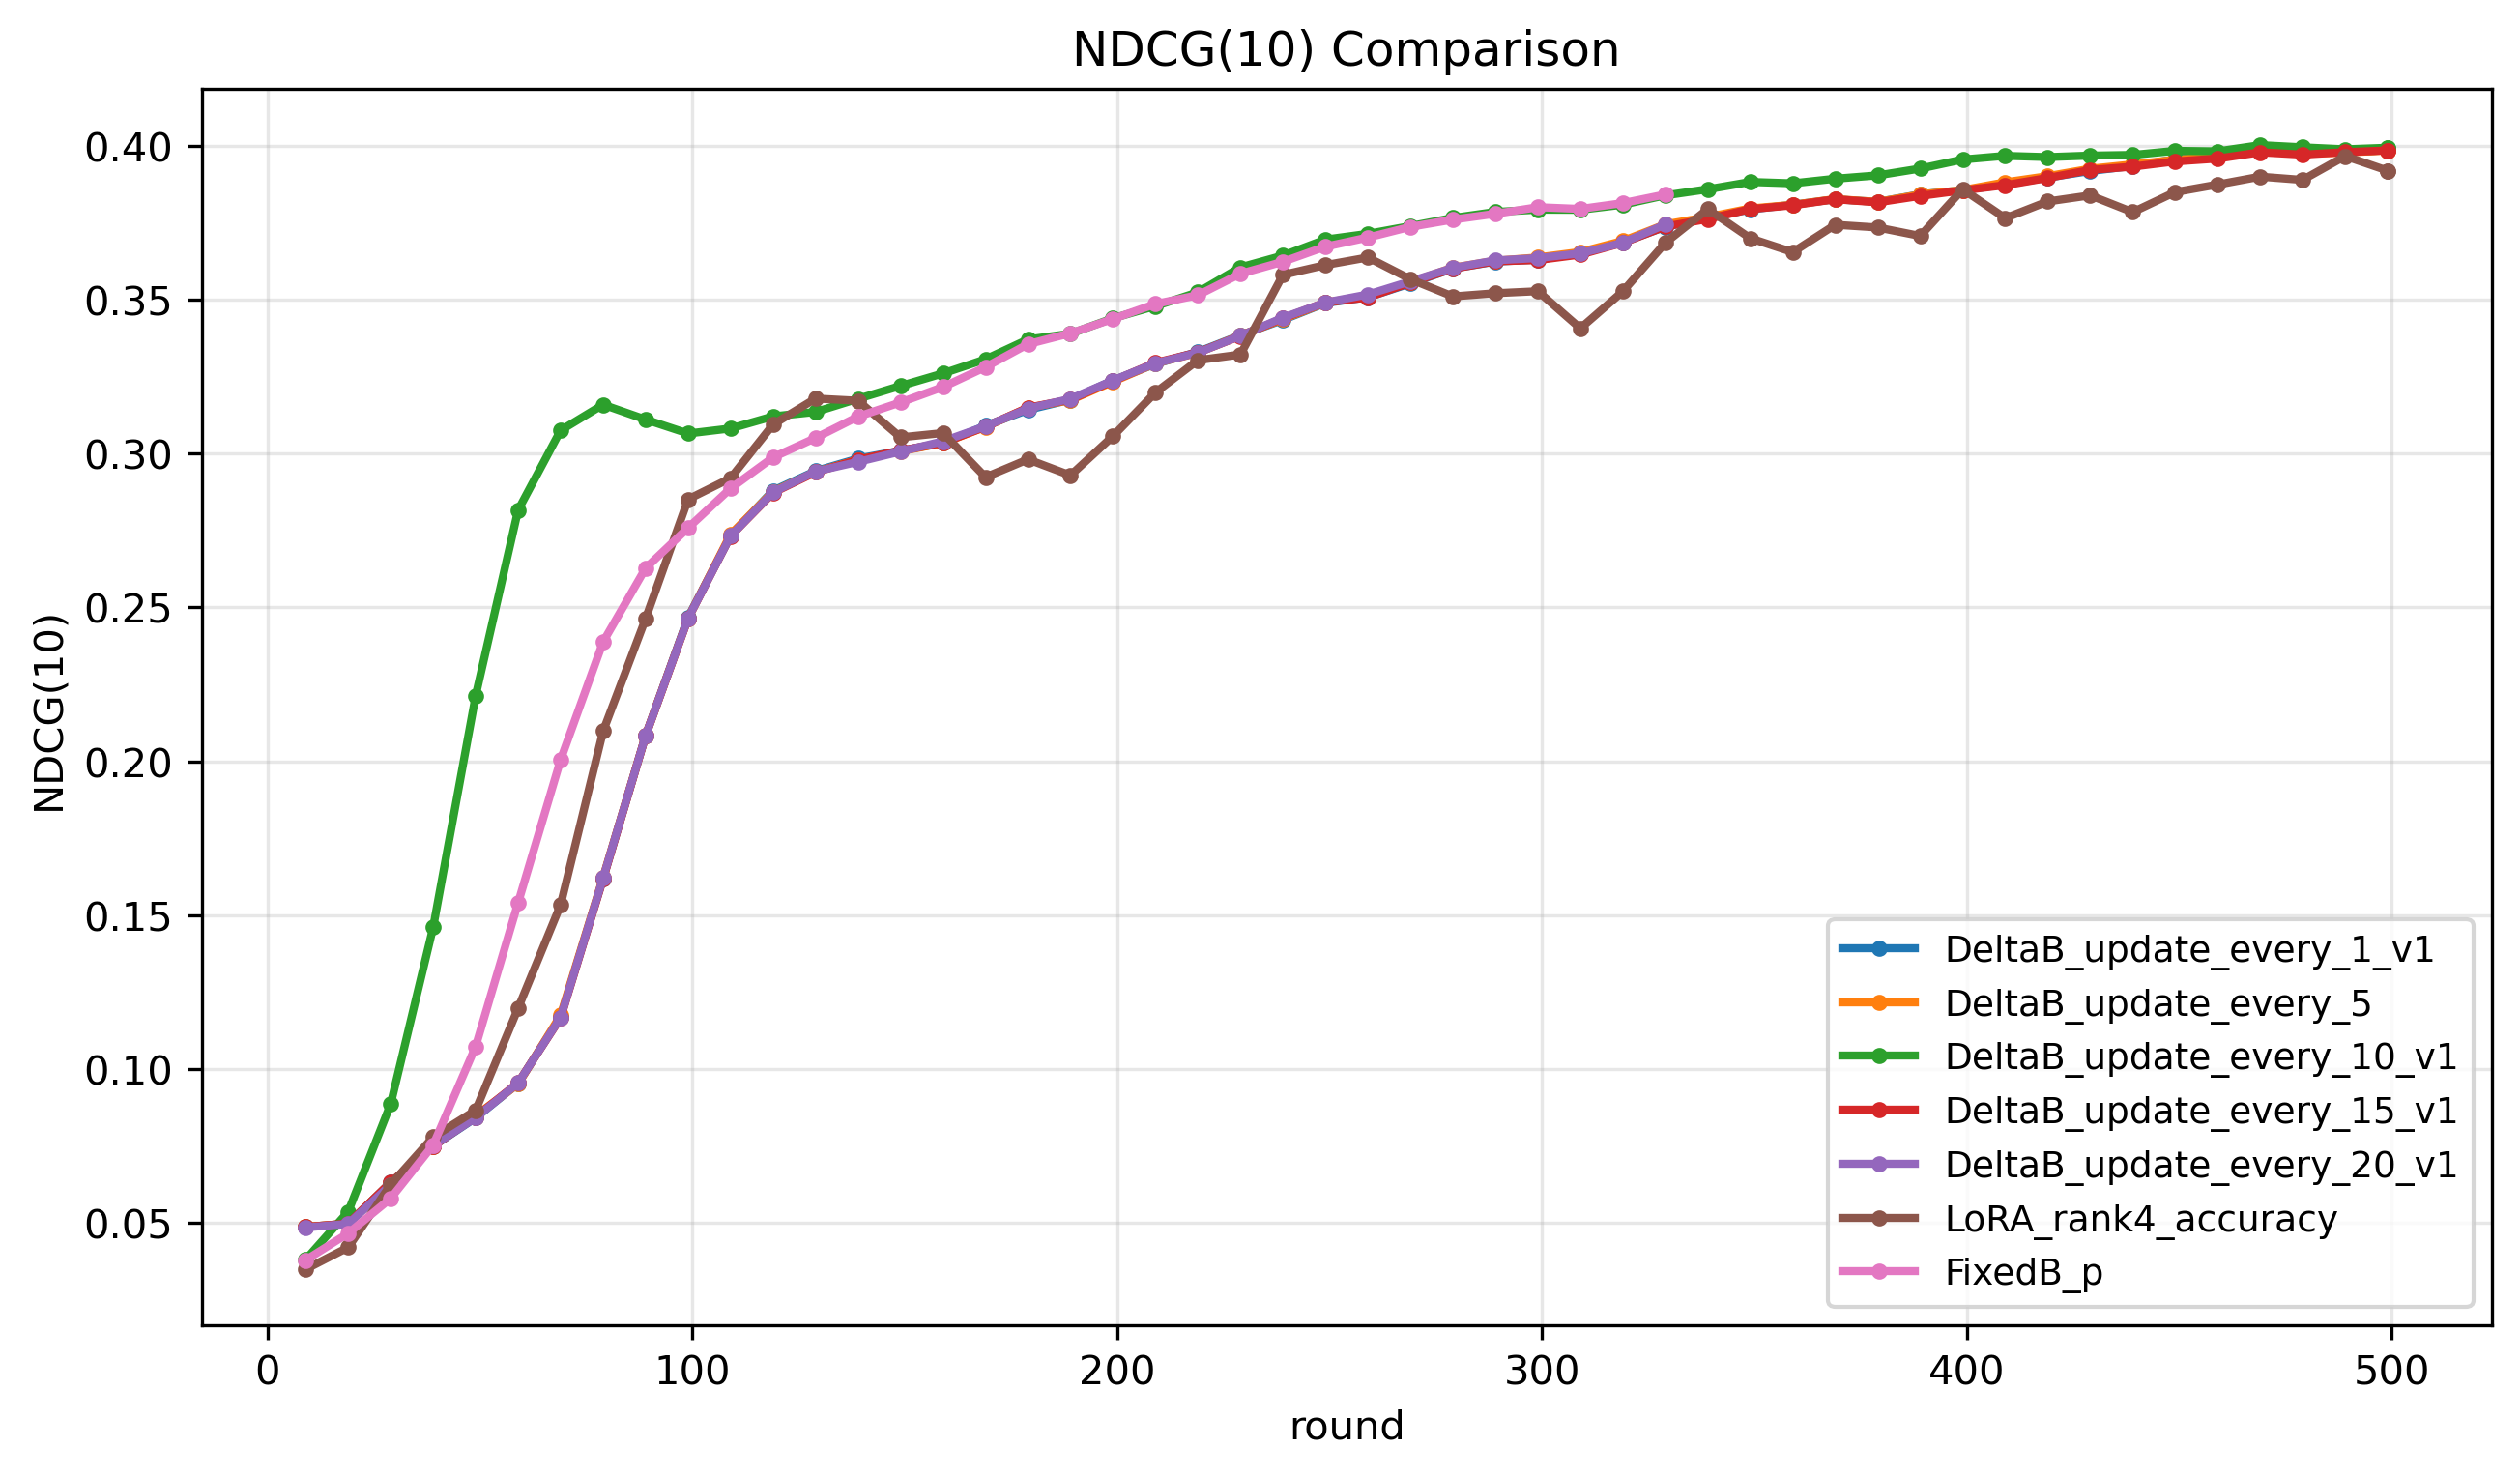 NDCG(10) Comparison
NDCG(10)
0.40
0.35
0.30
0.25
0.20
0.15
0.10
0.05
0
100
200
300
400
500
round
DeltaB_update_every_1_v1
DeltaB_update_every_5
DeltaB_update_every_10_v1
DeltaB_update_every_15_v1
DeltaB_update_every_20_v1
LoRA_rank4_accuracy
FixedB_p